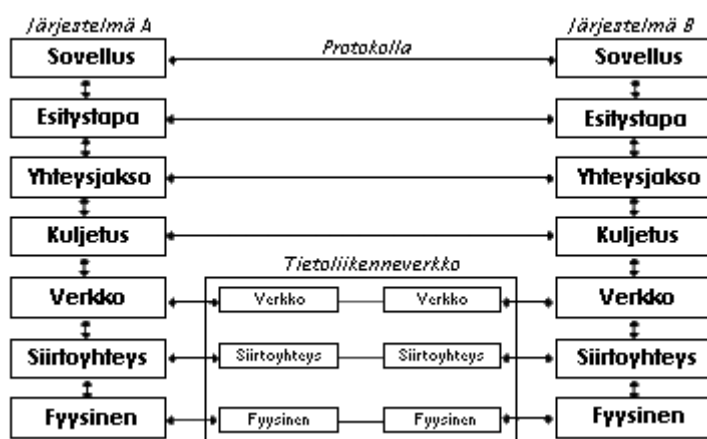 Järjestelmä A
Järjestelmä B
Sovellus
Protokolla
Sovellus
Esitystapa
Esitystapa
Yhteysjakso
Yhteysjakso
Kuljetus
Kuljetus
Tietoliikenneverkko
Verkko
Verkko
Verkko
Verkko
Siirtoyhteys
Siirtoyhteys
Siirtoyhteys
Siirtoyhteys
Fyysinen
Fyysinen
Fyysinen
Fyysinen